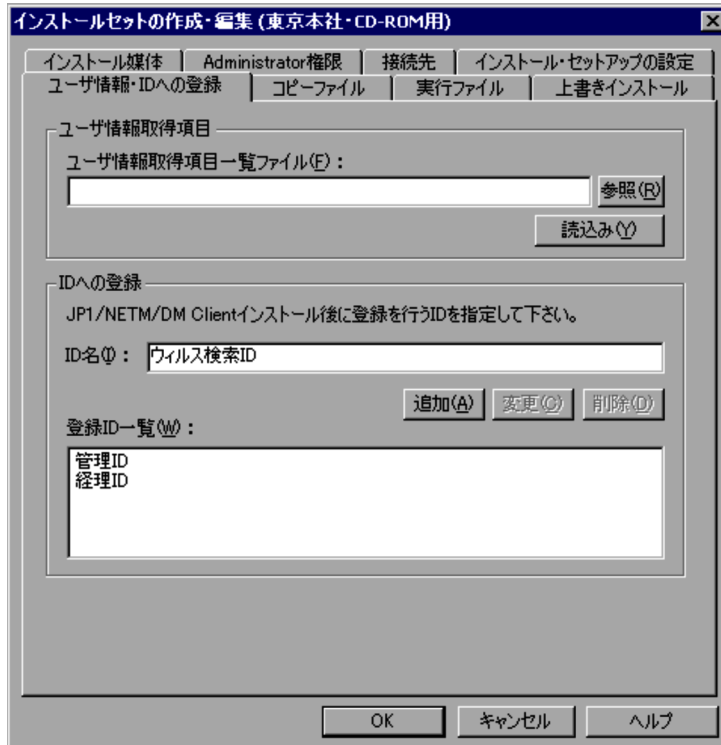 インストールセットの作成・編集 (東京本社・CD-ROM用)
インストール媒体 Administrator権限 接続先 インストール・セットアップの設定
ユーザ情報・IDへの登録 コピーファイル 実行ファイル 上書きインストール
ユーザ情報取得項目
ユーザ情報取得項目一覧ファイル(F)：
参照(R)
読込み(Y)
IDへの登録
JP1/NETM/DM Clientインストール後に登録を行うIDを指定して下さい。
ID名(I)： ウィルス検索ID
追加(A) 変更(C) 削除(D)
登録ID一覧(W)：
管理ID
経理ID
OK キャンセル ヘルプ